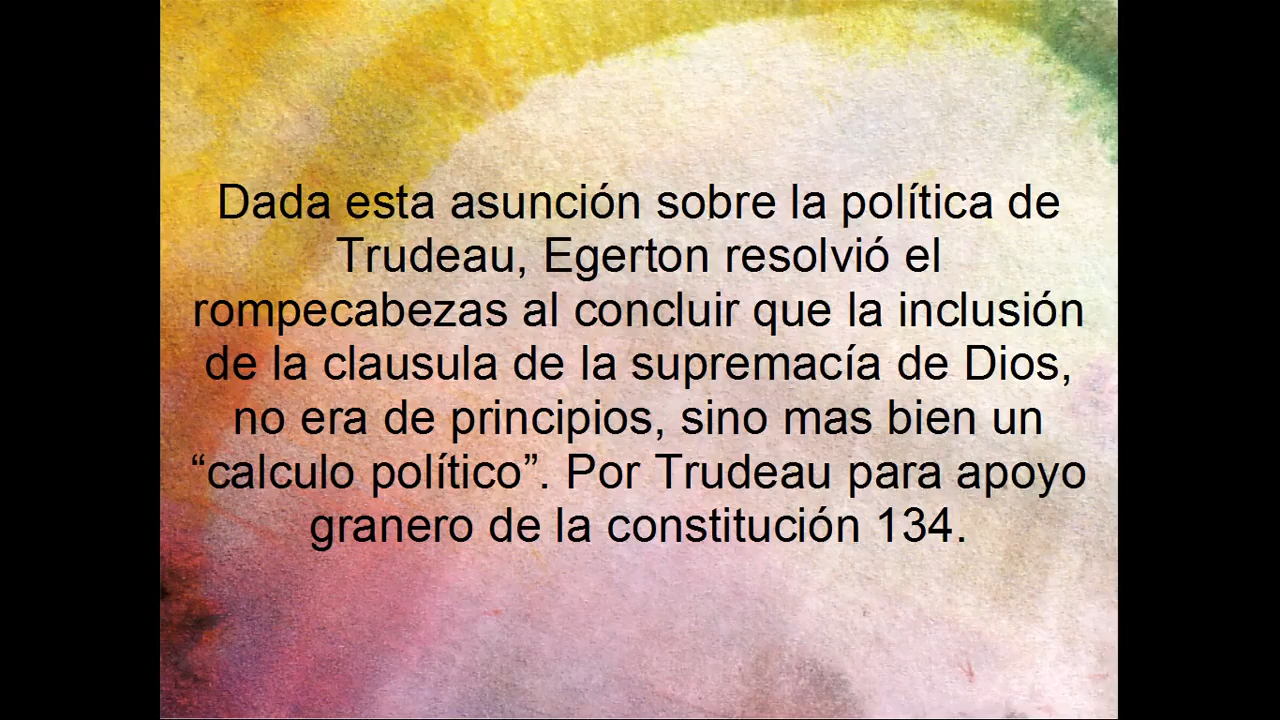 Dada esta asunción sobre la política de
Trudeau, Egerton resolvió el
rompecabezas al concluir que la inclusión
de la clausula de la supremacía de Dios,
no era de principios, sino mas bien un
“calculo político”. Por Trudeau para apoyo
granero de la constitución 134.